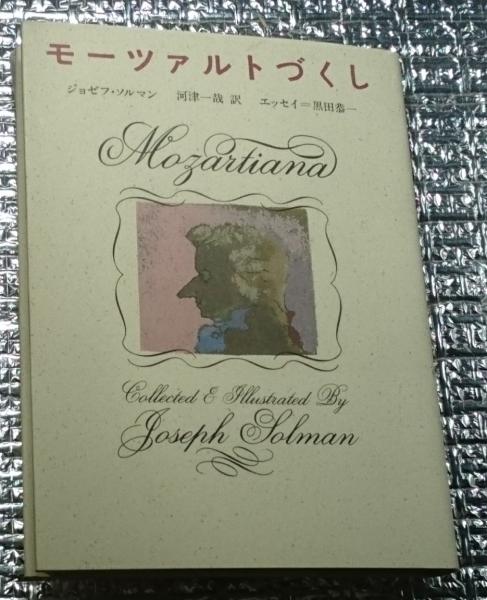 モーツァルトづくし
ジョゼフ・ソルマン 河津一哉 訳 エッセイ=黒田恭一
Mozartiana
Collected & Illustrated By
Joseph Solman